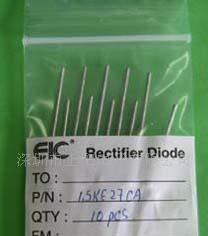 EIC® Rectifier Diode
TO :
P/N : 1.5KE27CA
QTY : 10 pcs